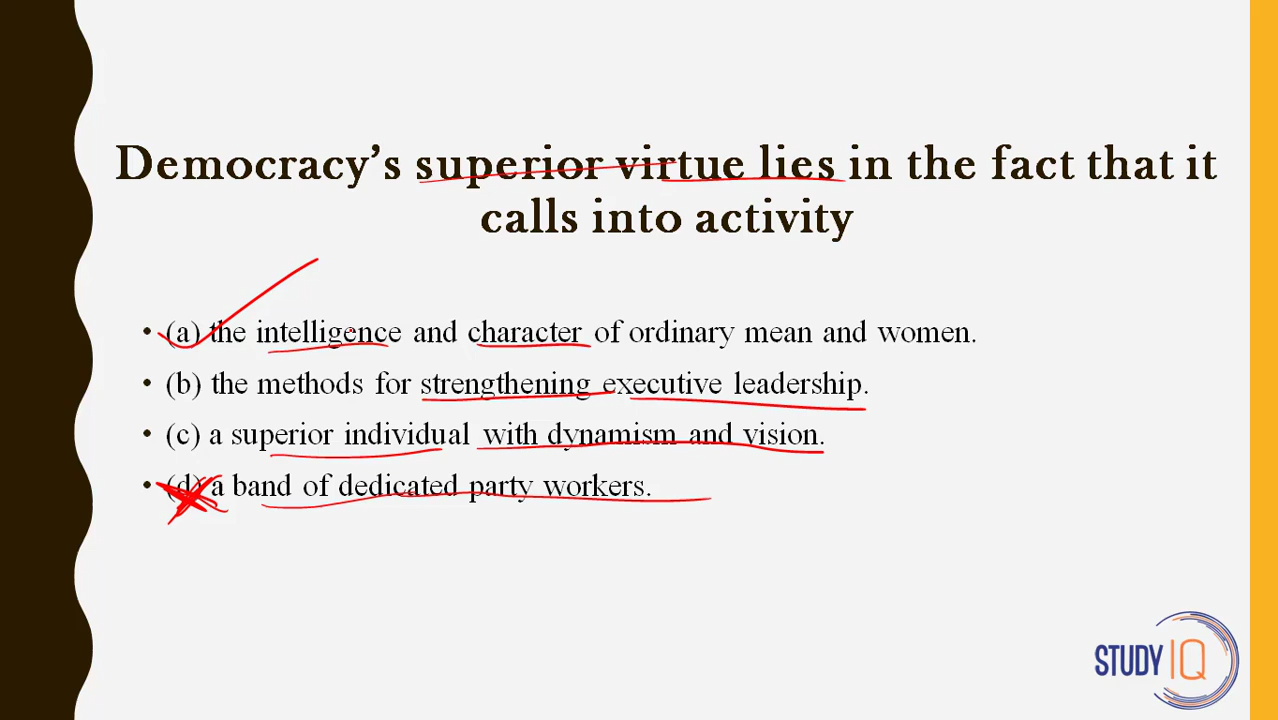 Democracy's superior virtue lies in the fact that it
calls into activity
• (a) the intelligence and character of ordinary mean and women.
• (b) the methods for strengthening executive leadership.
• (c) a superior individual with dynamism and vision.
• (d) a band of dedicated party workers.
STUDY IQ